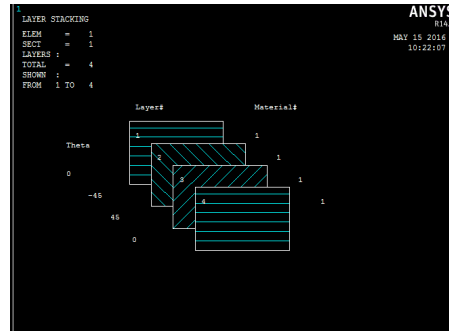 1
LAYER STACKING
ANSYS
R14.
ELEM = 1
SECT = 1
LAYERS :
TOTAL = 4
SHOWN :
FROM 1 TO 4
MAY 15 2016
10:22:07
Layer# Material#
1 1
Theta
2 1
0 3 1
-45 4 1
45
0